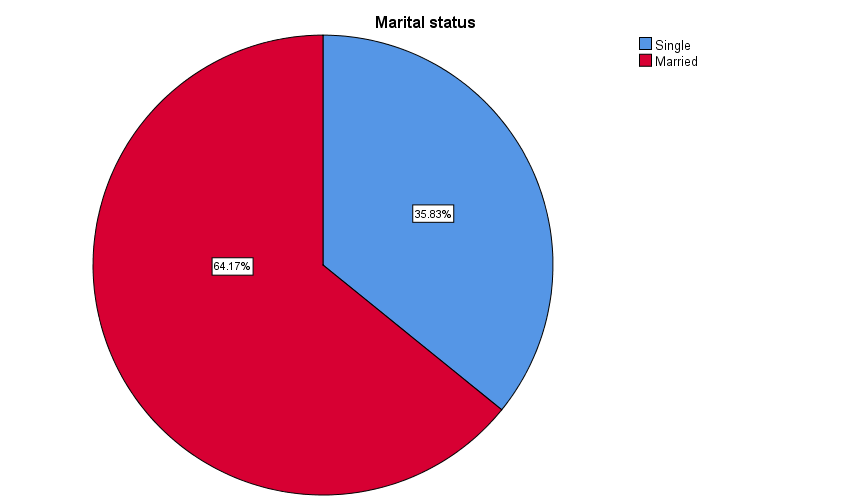 Marital status
Single
Married
35.83%
64.17%